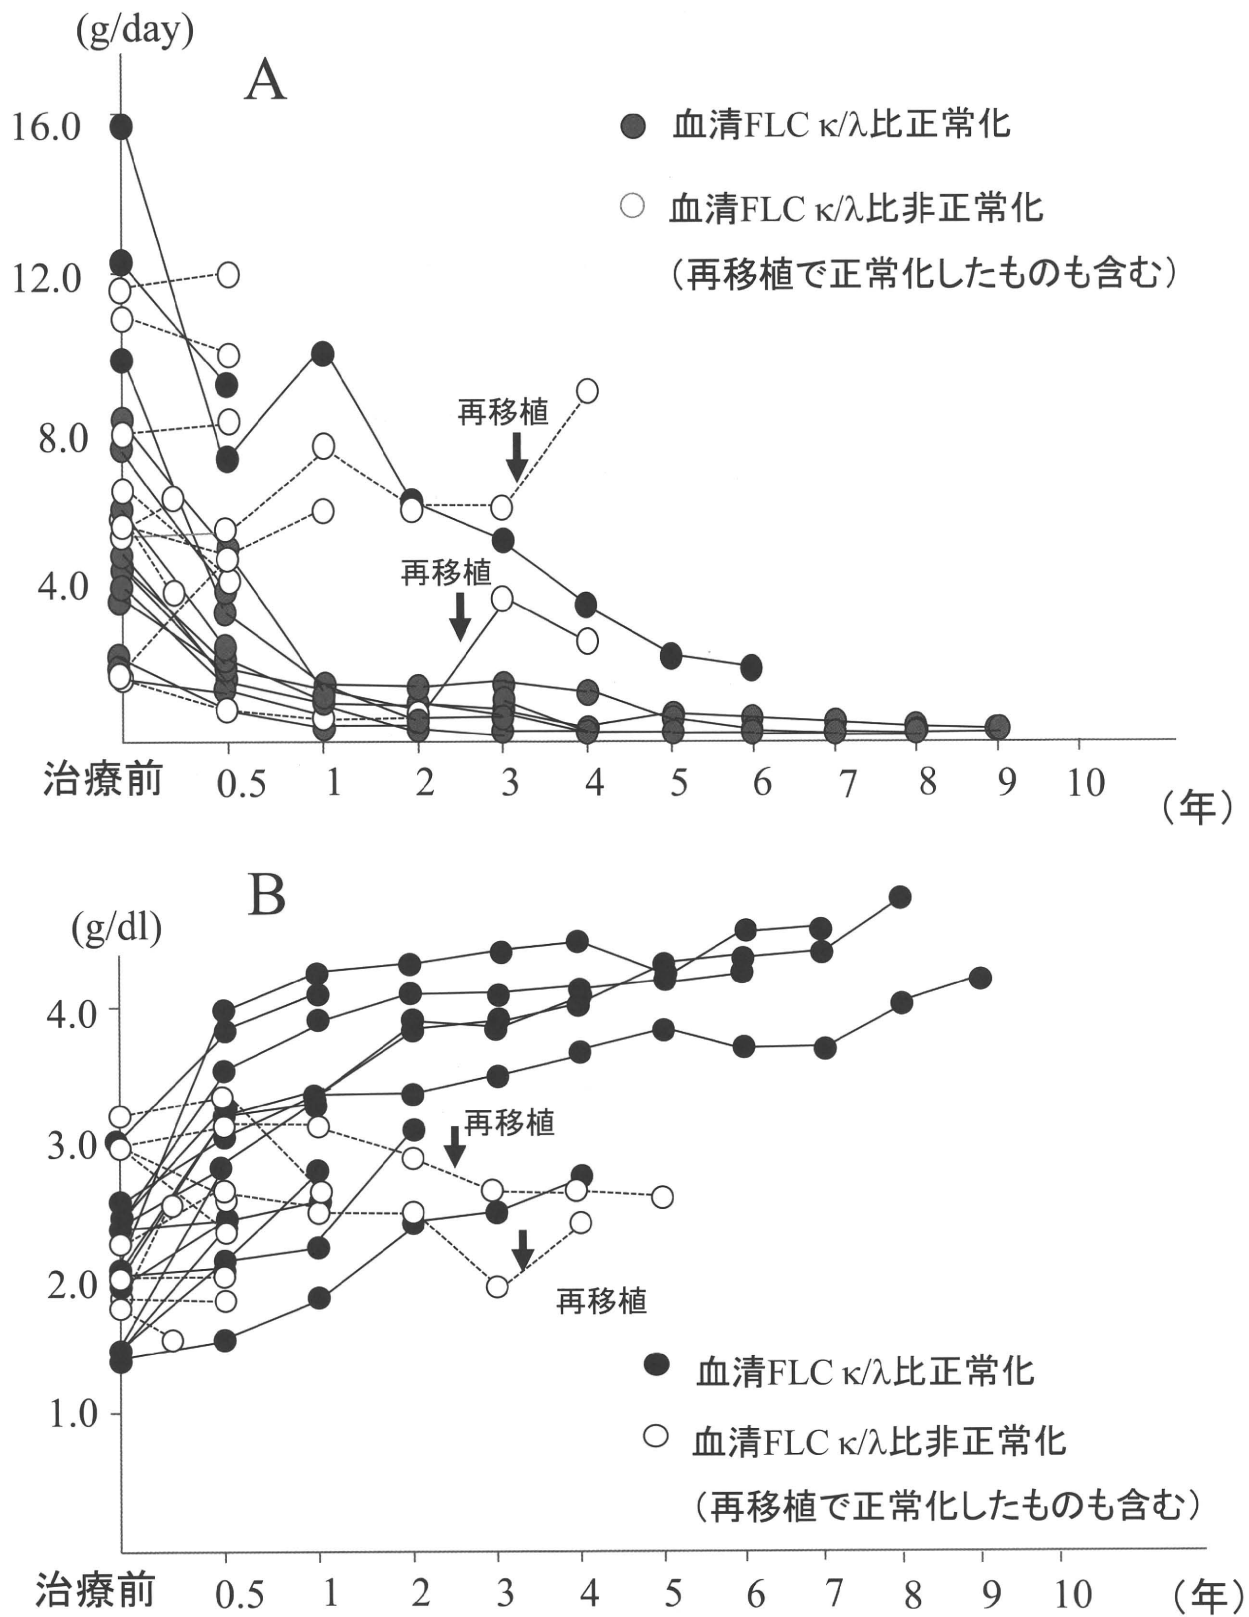 (g/day)
A
16.0
12.0
8.0
4.0
血清FLC κ/λ比正常化
血清FLC κ/λ比非正常化
（再移植で正常化したものも含む）
再移植
再移植
治療前 0.5 1 2 3 4 5 6 7 8 9 10
（年）
B
(g/dl)
4.0
3.0
2.0
1.0
再移植
再移植
血清FLC κ/λ比正常化
血清FLC κ/λ比非正常化
（再移植で正常化したものも含む）
治療前 0.5 1 2 3 4 5 6 7 8 9 10 （年）